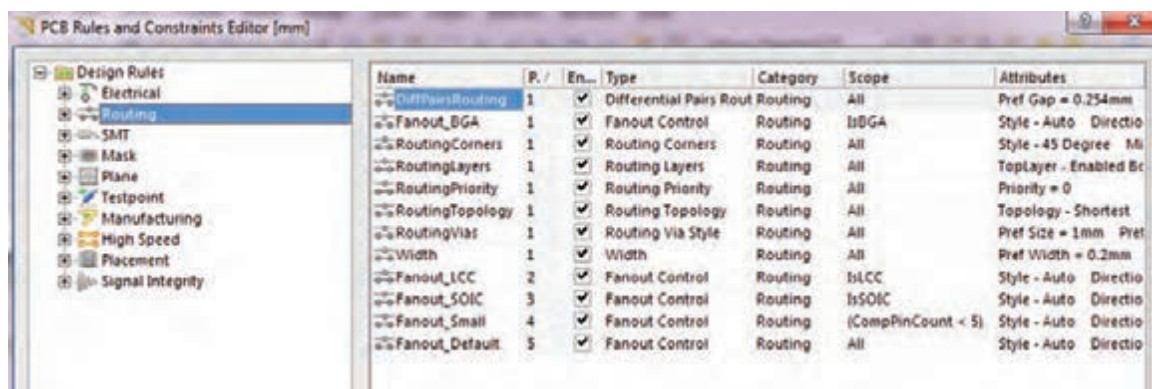 PCB Rules and Constraints Editor [mm]
Design Rules
Electrical
Routing
SMT
Mask
Plane
Testpoint
Manufacturing
High Speed
Placement
Signal Integrity
Name P. / En... Type Category Scope Attributes
DiffPairsRouting 1 Differential Pairs Rout Routing All Pref Gap = 0.254mm
Fanout_BGA 1 Fanout Control Routing IsBGA Style - Auto Directio
RoutingCorners 1 Routing Corners Routing All Style - 45 Degree Mi
RoutingLayers 1 Routing Layers Routing All TopLayer - Enabled Bo
RoutingPriority 1 Routing Priority Routing All Priority = 0
RoutingTopology 1 Routing Topology Routing All Topology - Shortest
RoutingVias 1 Routing Via Style Routing All Pref Size = 1mm Pref
Width 1 Width Routing All Pref Width = 0.2mm
Fanout_LCC 2 Fanout Control Routing IsLCC Style - Auto Directio
Fanout_SOIC 3 Fanout Control Routing IsSOIC Style - Auto Directio
Fanout_Small 4 Fanout Control Routing (CompPinCount < 5) Style - Auto Directio
Fanout_Default 5 Fanout Control Routing All Style - Auto Directio